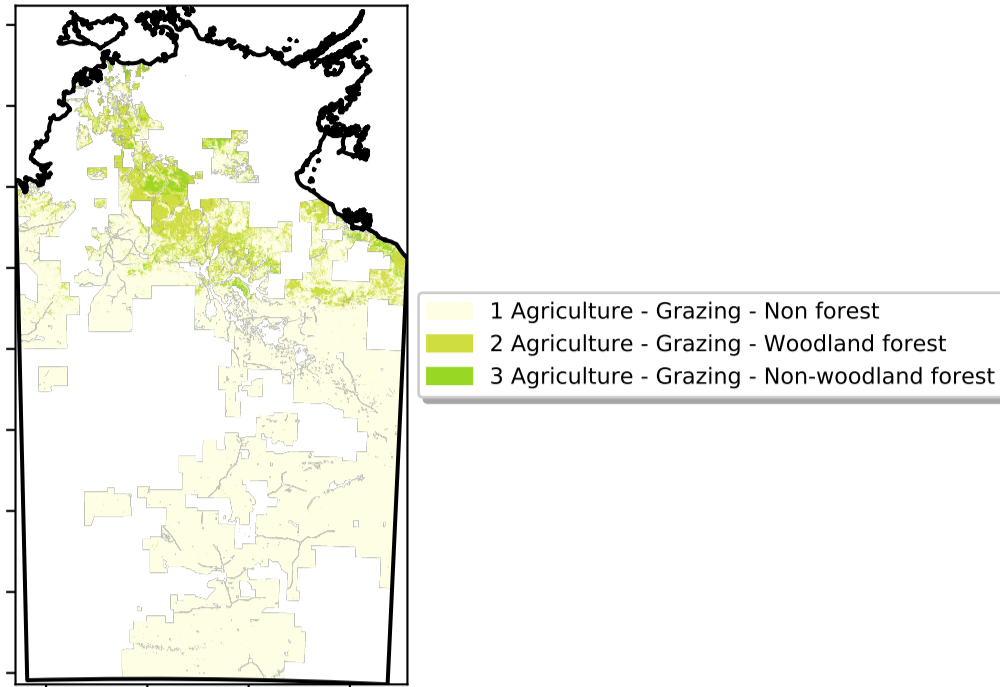 1 Agriculture - Grazing - Non forest
2 Agriculture - Grazing - Woodland forest
3 Agriculture - Grazing - Non-woodland forest